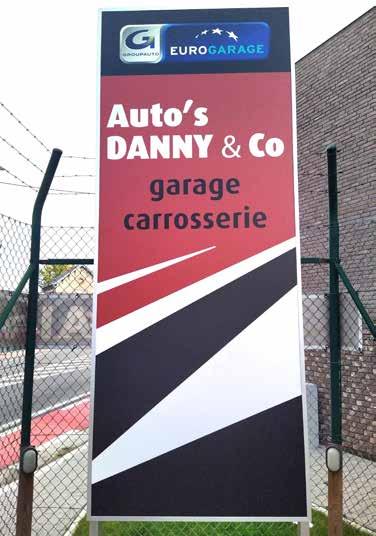 G
GROUPAUTO
EUROGARAGE
Auto's
DANNY & Co
garage
carrosserie